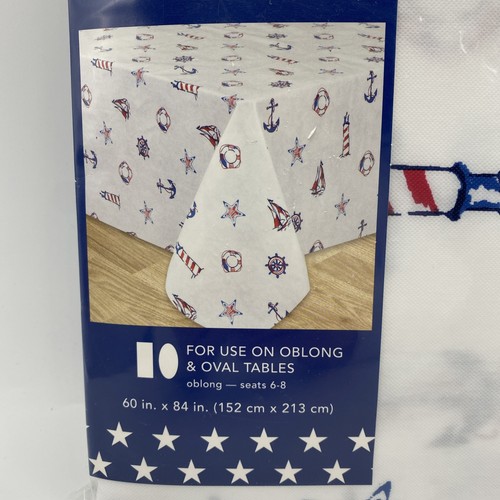 FOR USE ON OBLONG
& OVAL TABLES
oblong — seats 6-8
60 in. x 84 in. (152 cm x 213 cm)